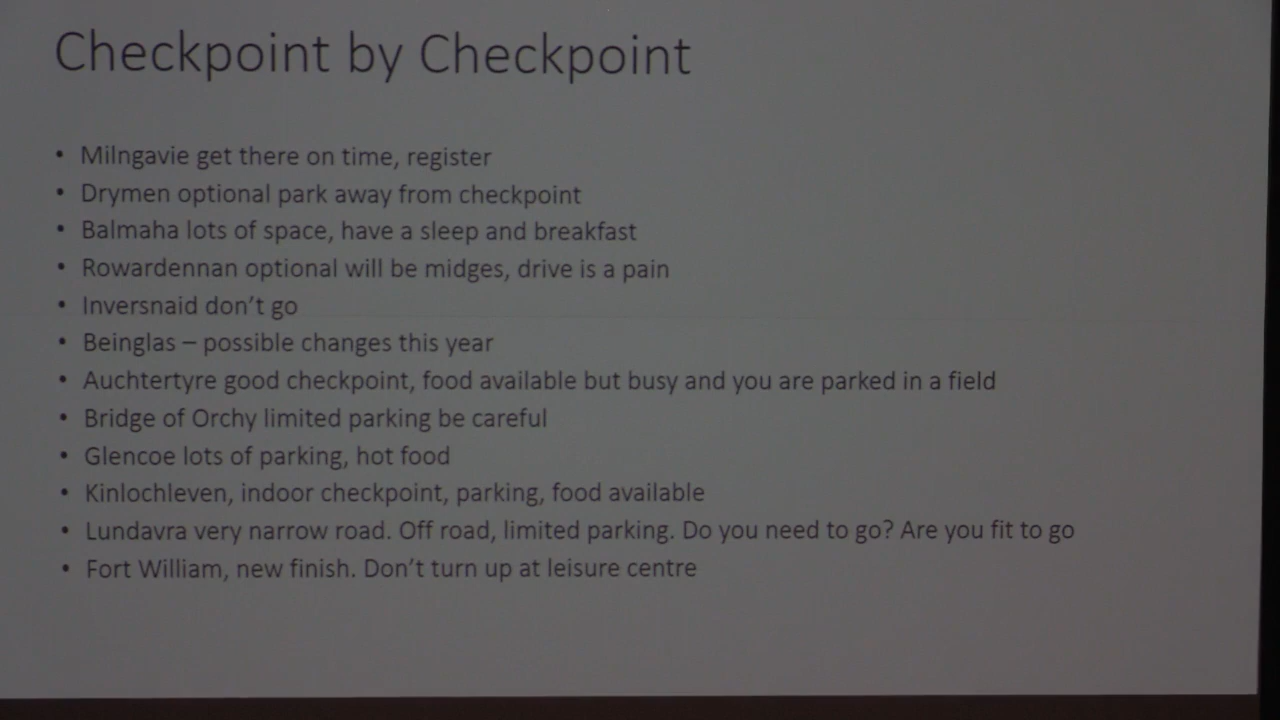 Checkpoint by Checkpoint
• Milngavie get there on time, register
• Drymen optional park away from checkpoint
• Balmaha lots of space, have a sleep and breakfast
• Rowardennan optional will be midges, drive is a pain
• Inversnaid don’t go
• Beinglas – possible changes this year
• Auchtertyre good checkpoint, food available but busy and you are parked in a field
• Bridge of Orchy limited parking be careful
• Glencoe lots of parking, hot food
• Kinlochleven, indoor checkpoint, parking, food available
• Lundavra very narrow road. Off road, limited parking. Do you need to go? Are you fit to go
• Fort William, new finish. Don’t turn up at leisure centre